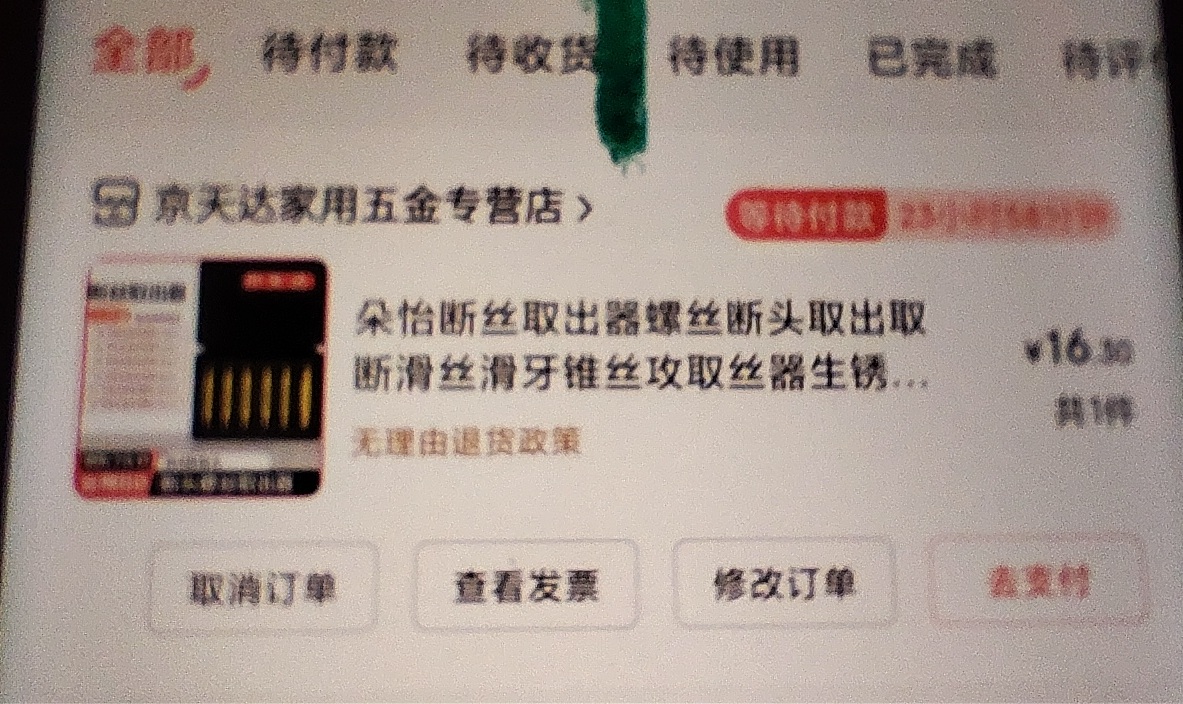 全部 待付款 待收货 待使用 已完成 待评
京天达家用五金专营店 >
等待付款
朵怡断丝取出器螺丝断头取出取
断滑丝滑牙锥丝攻取丝器生锈...
¥16.50
共1件
无理由退货政策
取消订单 查看发票 修改订单 去支付